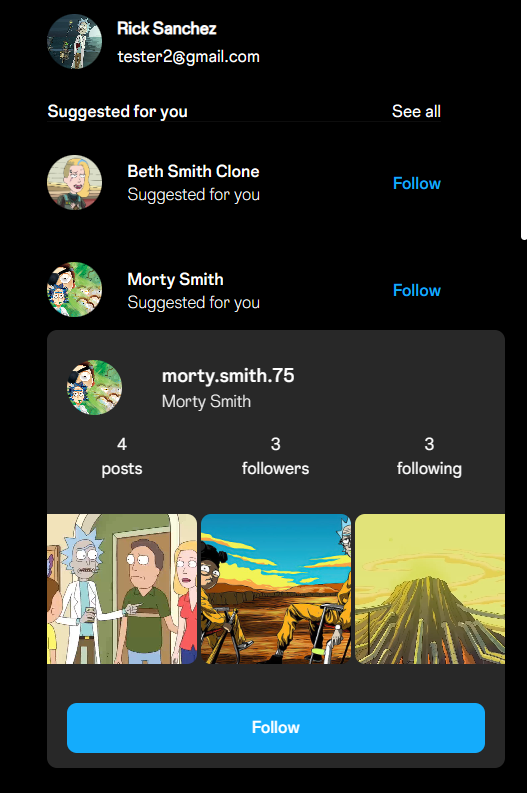 Rick Sanchez
tester2@gmail.com
Suggested for you See all
Beth Smith Clone
Suggested for you
Follow
Morty Smith
Suggested for you
Follow
morty.smith.75
Morty Smith
4 3 3
posts followers following
Follow